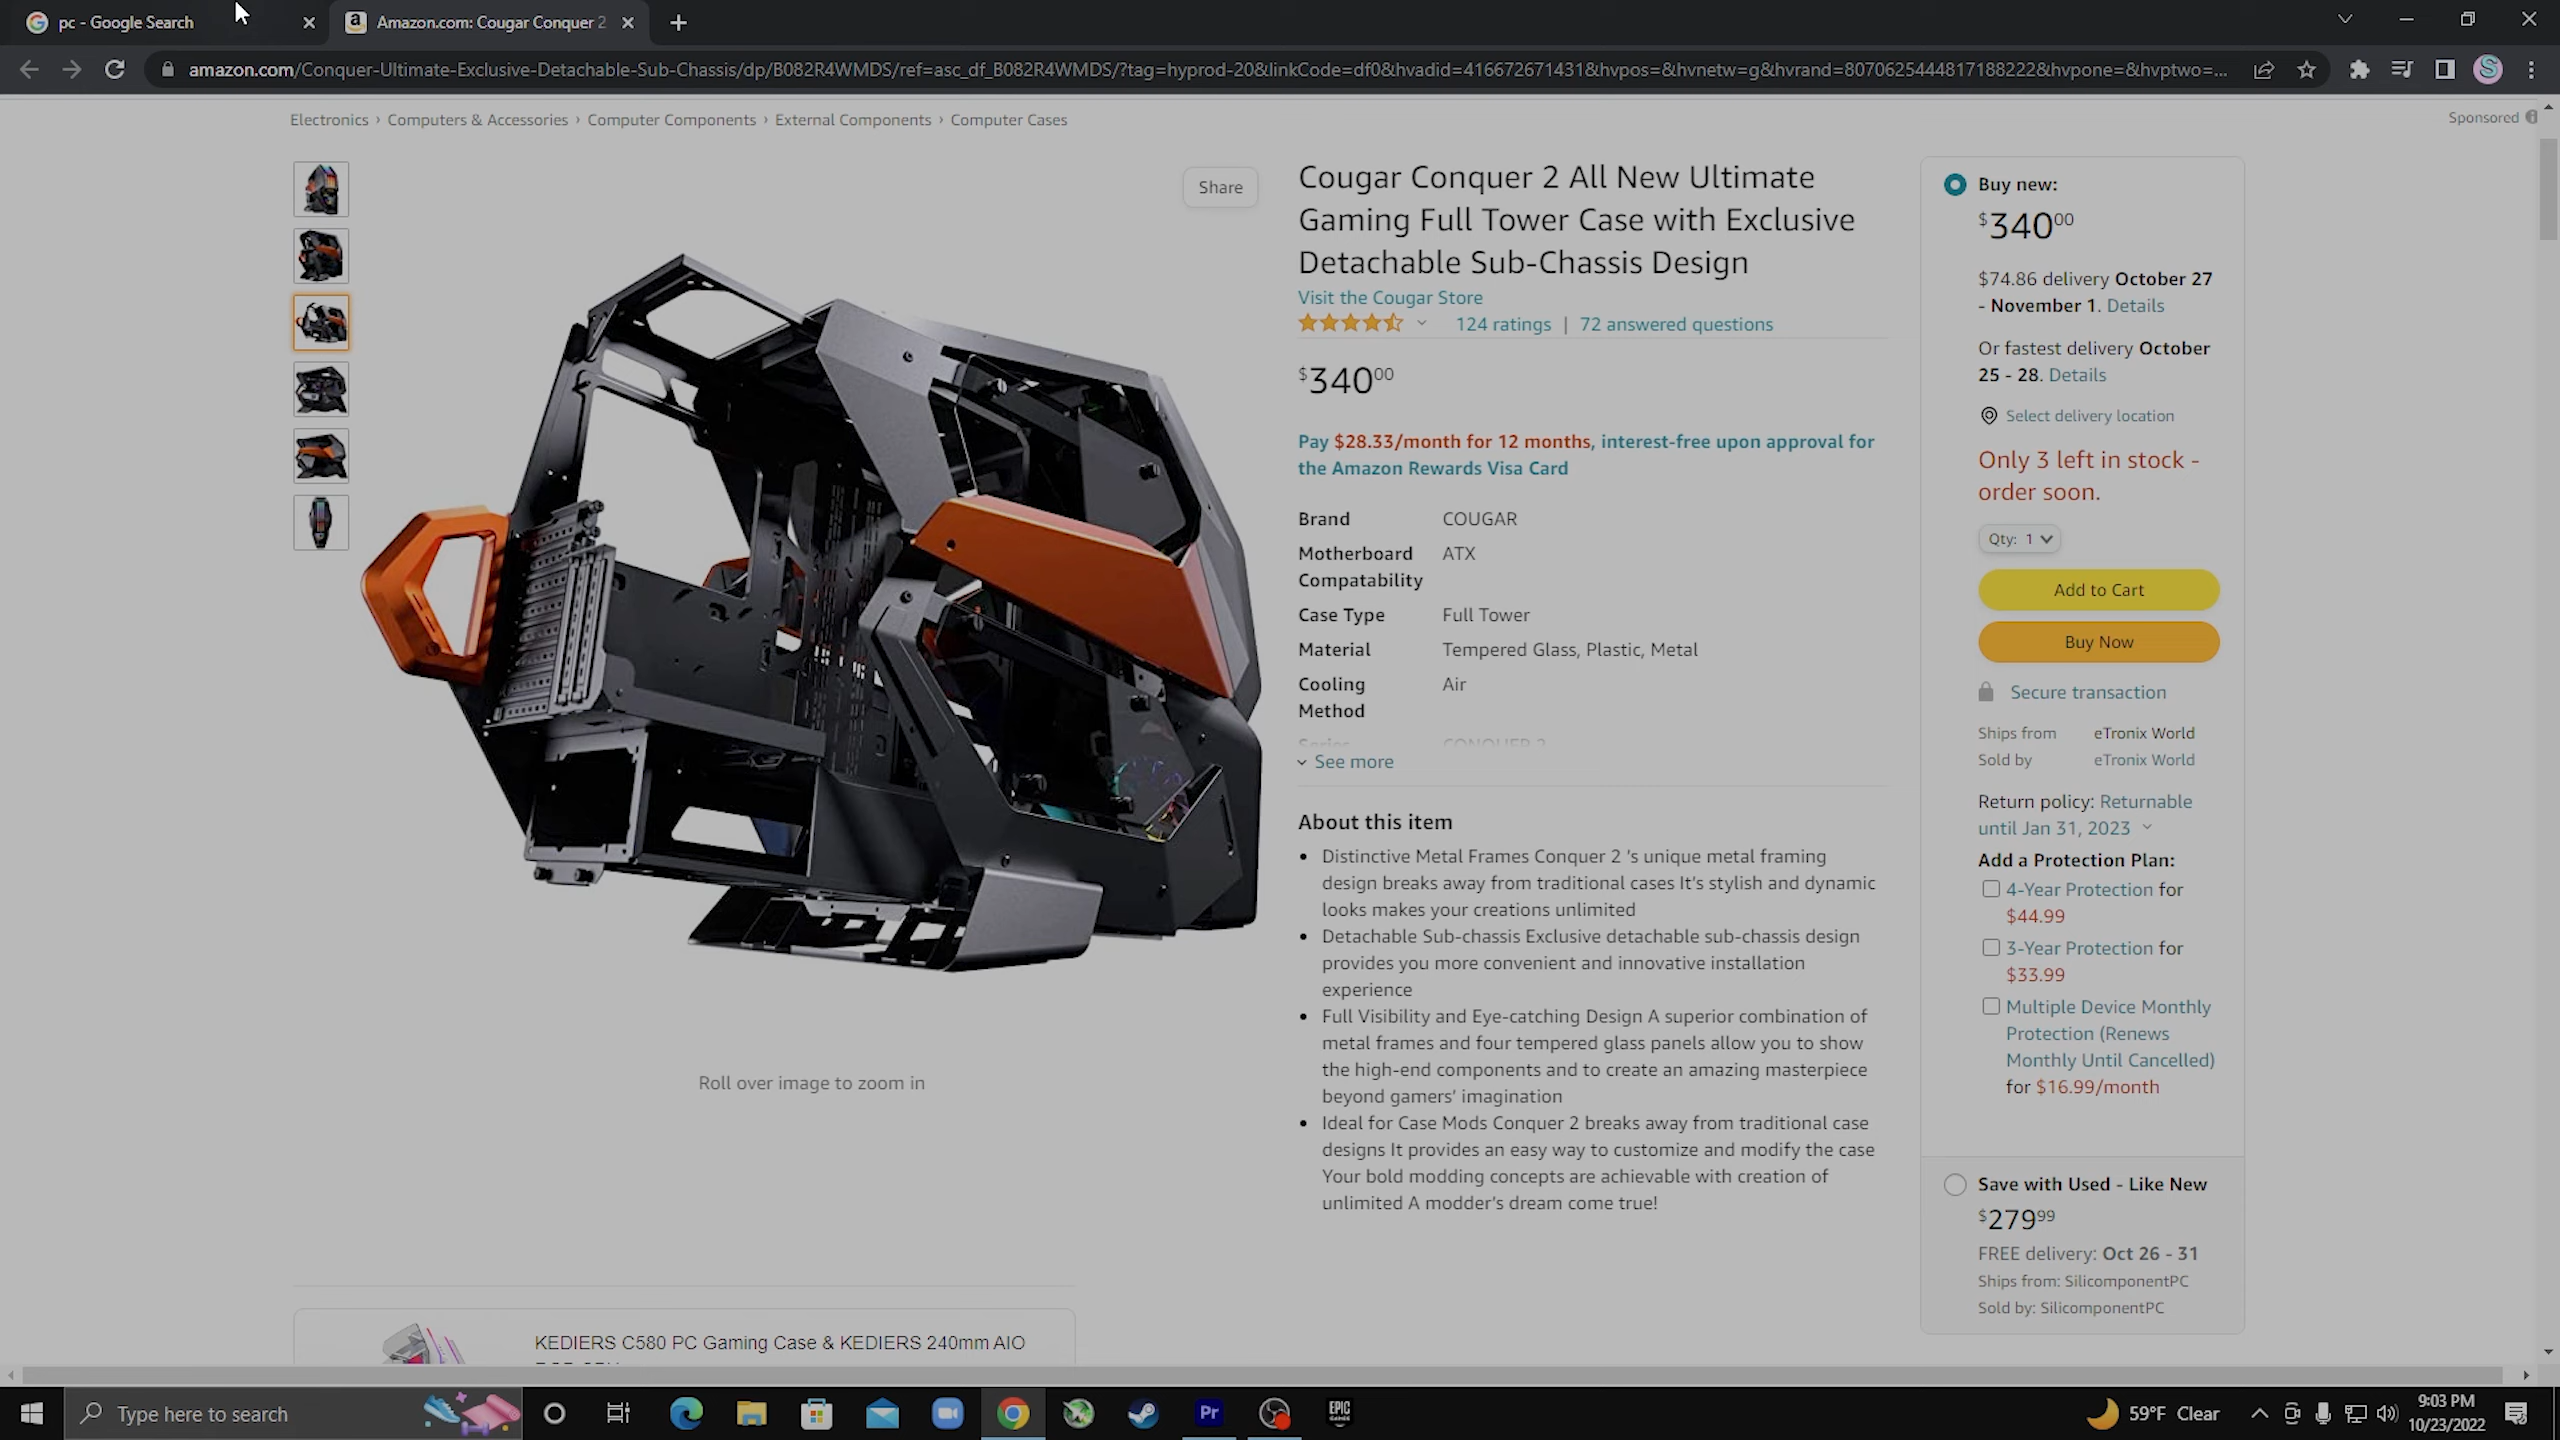 pc - Google Search
Amazon.com: Cougar Conquer 2
amazon.com/Conquer-Ultimate-Exclusive-Detachable-Sub-Chassis/dp/B082R4WMDS/ref=asc_df_B082R4WMDS/?tag=hyprod-20&linkCode=df0&hvadid=416672671431&hvpos=&hvnetw=g&hvrand=8070625444817188222&hvpone=&hvptwo=...
S
Electronics › Computers & Accessories › Computer Components › External Components › Computer Cases
Sponsored
Share
Cougar Conquer 2 All New Ultimate
Gaming Full Tower Case with Exclusive
Detachable Sub-Chassis Design
Visit the Cougar Store
124 ratings | 72 answered questions
$34000
Pay $28.33/month for 12 months, interest-free upon approval for
the Amazon Rewards Visa Card
Brand COUGAR
Motherboard ATX
Compatability
Case Type Full Tower
Material Tempered Glass, Plastic, Metal
Cooling Air
Method
Series CONQUER 2
See more
About this item
• Distinctive Metal Frames Conquer 2 's unique metal framing
design breaks away from traditional cases It's stylish and dynamic
looks makes your creations unlimited
• Detachable Sub-chassis Exclusive detachable sub-chassis design
provides you more convenient and innovative installation
experience
• Full Visibility and Eye-catching Design A superior combination of
metal frames and four tempered glass panels allow you to show
the high-end components and to create an amazing masterpiece
beyond gamers' imagination
• Ideal for Case Mods Conquer 2 breaks away from traditional case
designs It provides an easy way to customize and modify the case
Your bold modding concepts are achievable with creation of
unlimited A modder's dream come true!
Roll over image to zoom in
KEDIERS C580 PC Gaming Case & KEDIERS 240mm AIO
Buy new:
$34000
$74.86 delivery October 27
- November 1. Details
Or fastest delivery October
25 - 28. Details
Select delivery location
Only 3 left in stock -
order soon.
Qty: 1
Add to Cart
Buy Now
Secure transaction
Ships from eTronix World
Sold by eTronix World
Return policy: Returnable
until Jan 31, 2023
Add a Protection Plan:
4-Year Protection for
$44.99
3-Year Protection for
$33.99
Multiple Device Monthly
Protection (Renews
Monthly Until Cancelled)
for $16.99/month
Save with Used - Like New
$27999
FREE delivery: Oct 26 - 31
Ships from: SilicomponentPC
Sold by: SilicomponentPC
Type here to search
Pr
EPIC
GAMES
59°F Clear
9:03 PM
10/23/2022